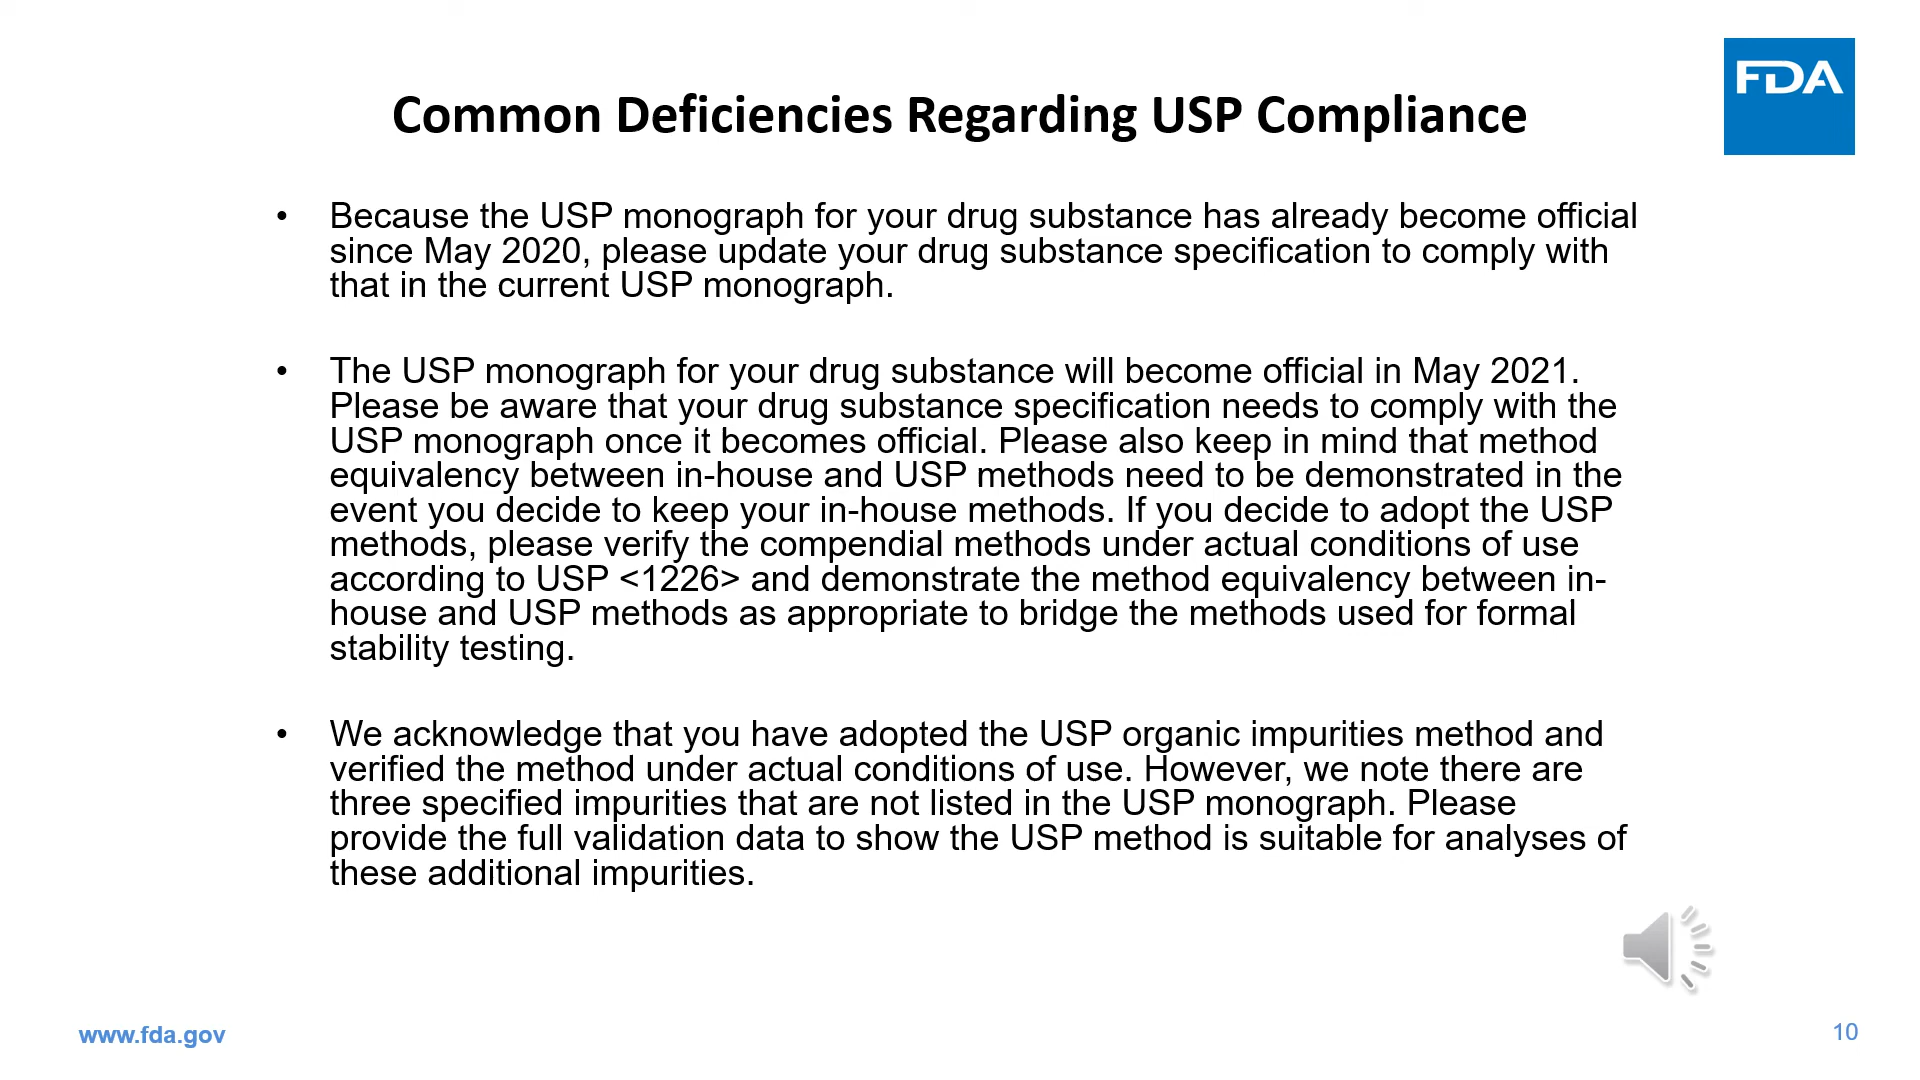 FDA
Common Deficiencies Regarding USP Compliance
• Because the USP monograph for your drug substance has already become official
since May 2020, please update your drug substance specification to comply with
that in the current USP monograph.
• The USP monograph for your drug substance will become official in May 2021.
Please be aware that your drug substance specification needs to comply with the
USP monograph once it becomes official. Please also keep in mind that method
equivalency between in-house and USP methods need to be demonstrated in the
event you decide to keep your in-house methods. If you decide to adopt the USP
methods, please verify the compendial methods under actual conditions of use
according to USP <1226> and demonstrate the method equivalency between in-
house and USP methods as appropriate to bridge the methods used for formal
stability testing.
• We acknowledge that you have adopted the USP organic impurities method and
verified the method under actual conditions of use. However, we note there are
three specified impurities that are not listed in the USP monograph. Please
provide the full validation data to show the USP method is suitable for analyses of
these additional impurities.
www.fda.gov
10